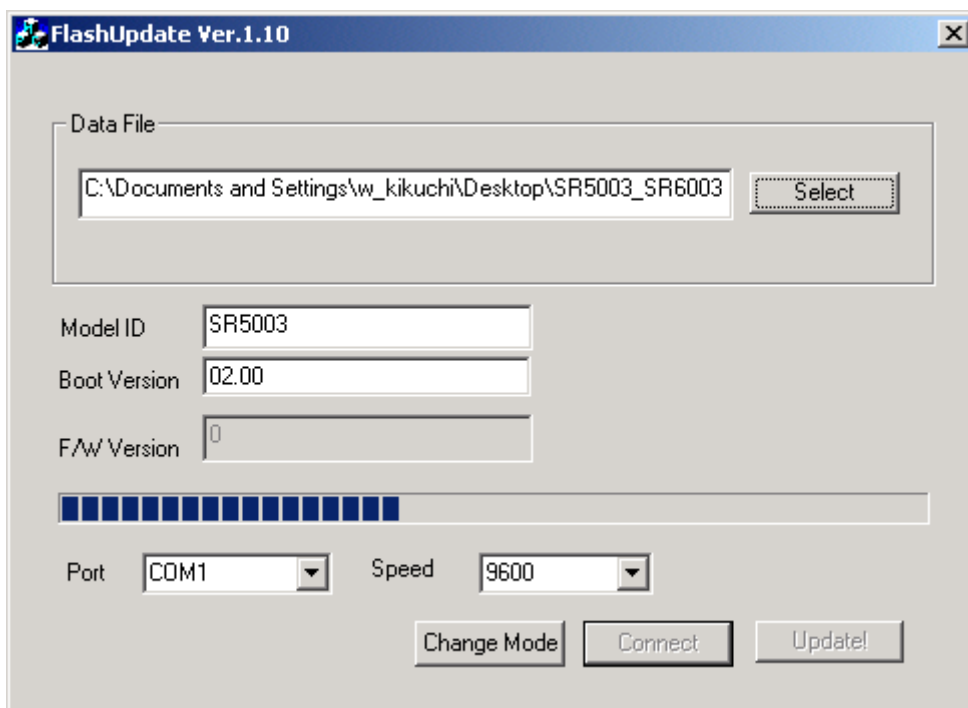 FlashUpdate Ver.1.10
Data File
C:\Documents and Settings\w_kikuchi\Desktop\SR5003_SR6003
Select
Model ID
SR5003
Boot Version
02.00
F/W Version
0
Port
COM1
Speed
9600
Change Mode
Connect
Update!